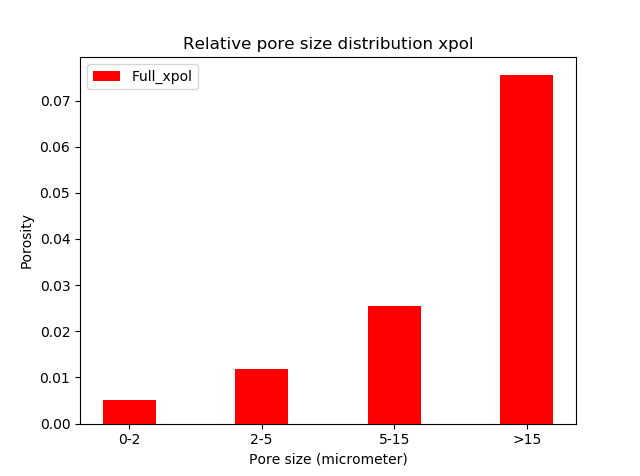 Relative pore size distribution xpol
Full_xpol
0.07
0.06
0.05
0.04
0.03
0.02
0.01
0.00
Porosity
0-2 2-5 5-15 >15
Pore size (micrometer)